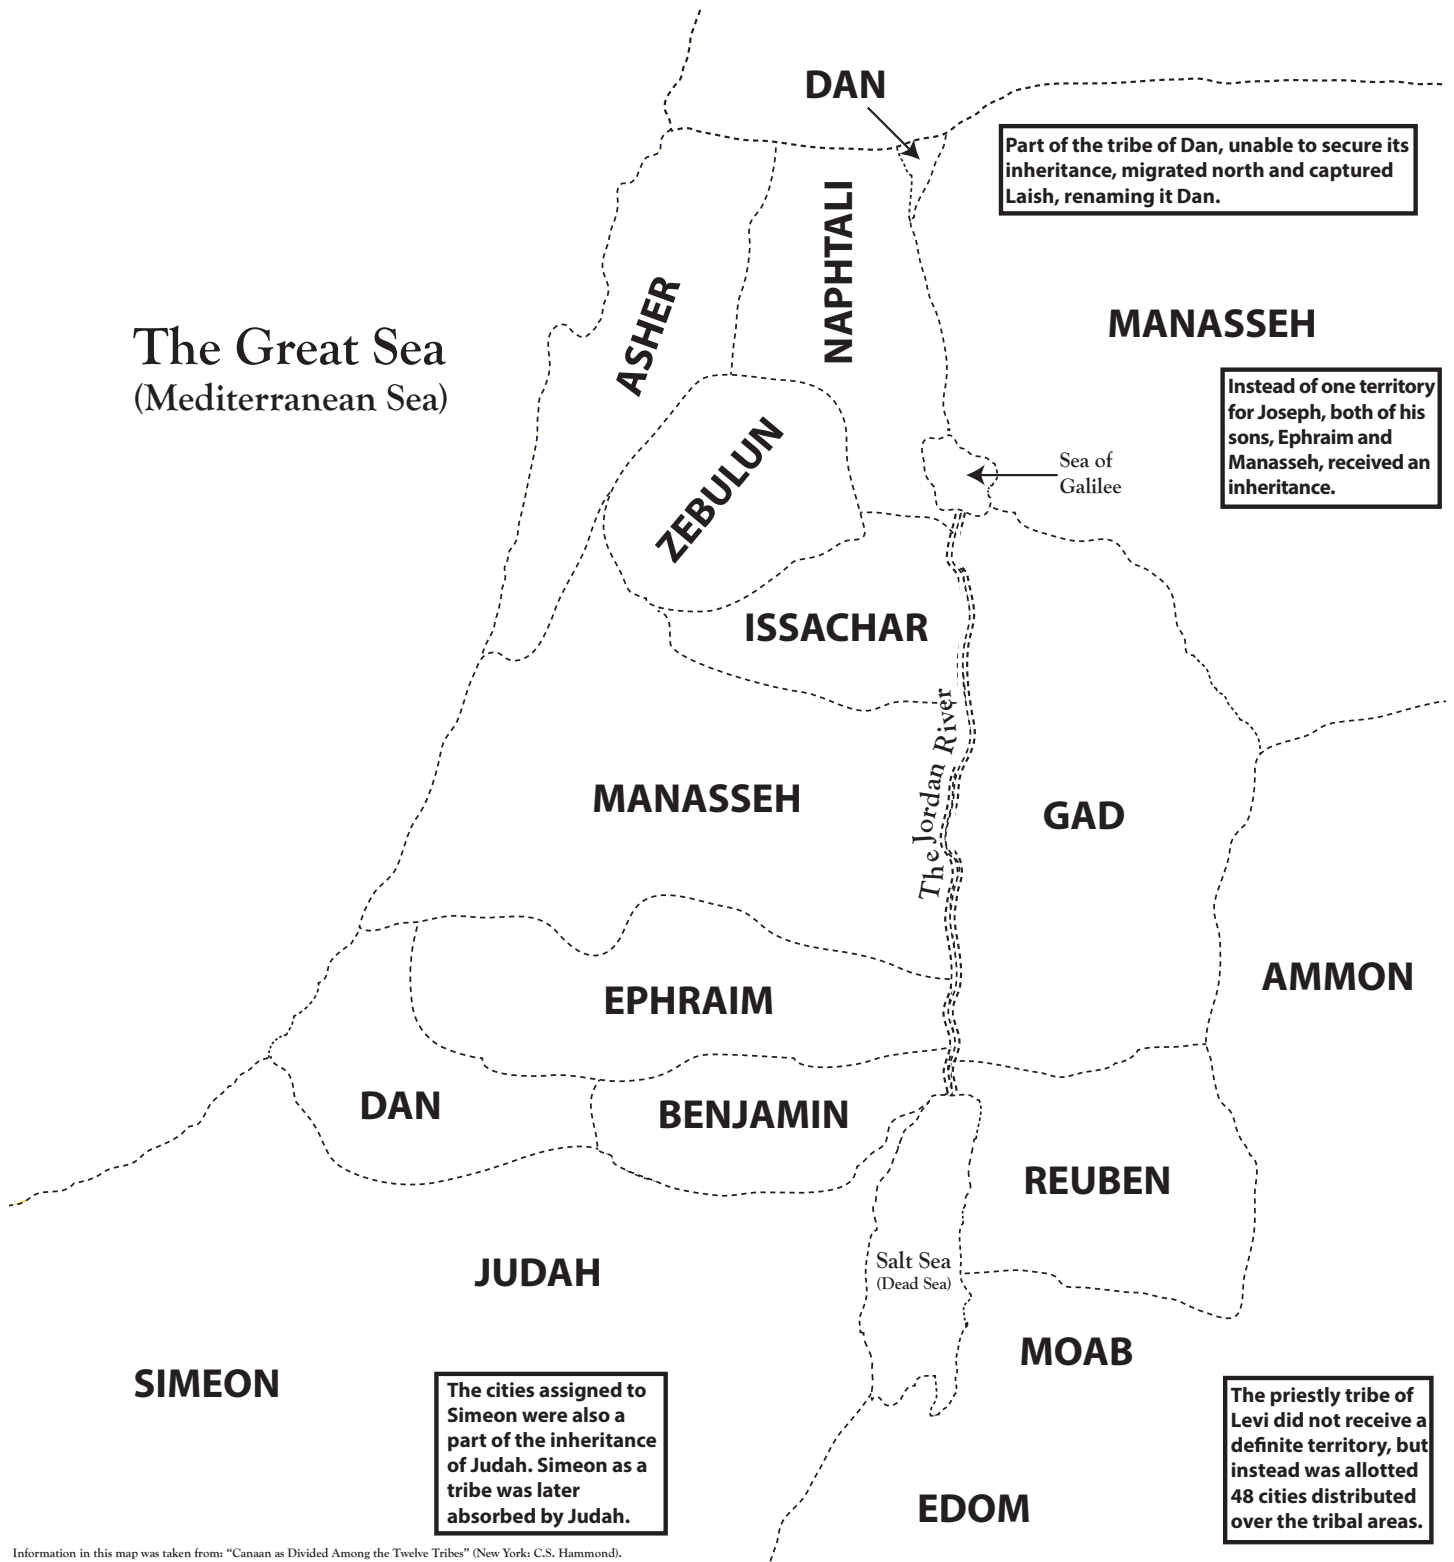 DAN
Part of the tribe of Dan, unable to secure its
inheritance, migrated north and captured
Laish, renaming it Dan.
NAPHTALI
ASHER
MANASSEH
The Great Sea
(Mediterranean Sea)
Instead of one territory
for Joseph, both of his
sons, Ephraim and
Manasseh, received an
inheritance.
ZEBULUN
Sea of
Galilee
ISSACHAR
The Jordan River
MANASSEH
GAD
AMMON
EPHRAIM
DAN
BENJAMIN
REUBEN
JUDAH
Salt Sea
(Dead Sea)
MOAB
SIMEON
The cities assigned to
Simeon were also a
part of the inheritance
of Judah. Simeon as a
tribe was later
absorbed by Judah.
The priestly tribe of
Levi did not receive a
definite territory, but
instead was allotted
48 cities distributed
over the tribal areas.
EDOM
Information in this map was taken from: “Canaan as Divided Among the Twelve Tribes” (New York: C.S. Hammond).